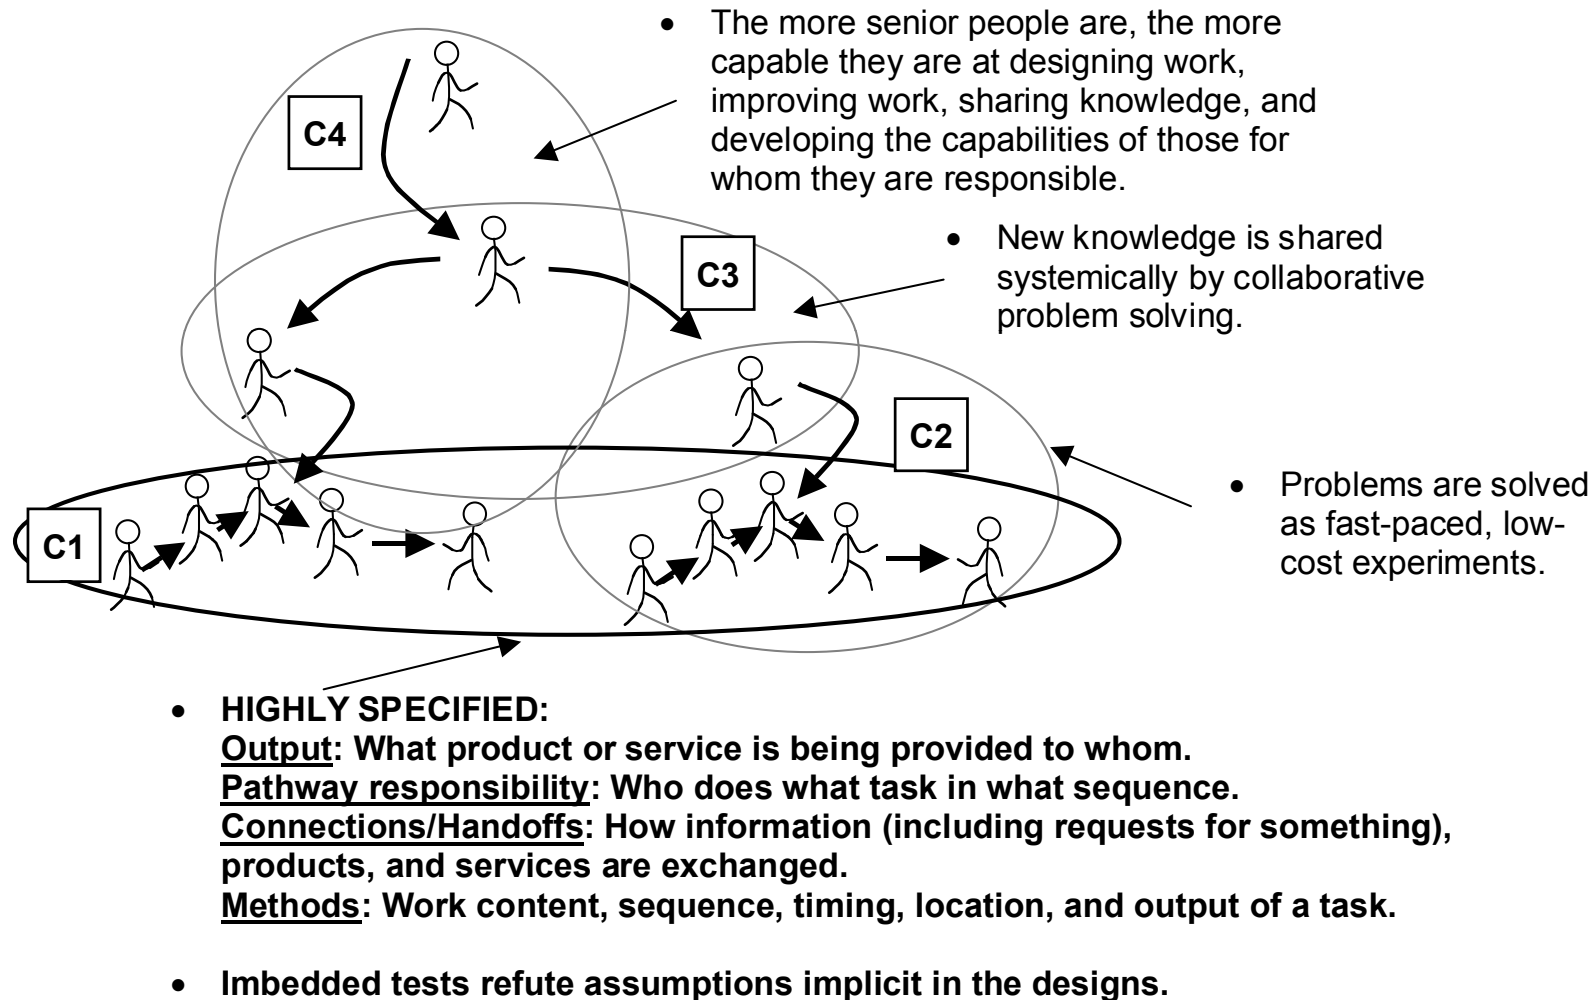 • The more senior people are, the more
capable they are at designing work,
improving work, sharing knowledge, and
developing the capabilities of those for
whom they are responsible.
C4
• New knowledge is shared
systemically by collaborative
problem solving.
C3
C2
• Problems are solved
as fast-paced, low-
cost experiments.
C1
• HIGHLY SPECIFIED:
Output: What product or service is being provided to whom.
Pathway responsibility: Who does what task in what sequence.
Connections/Handoffs: How information (including requests for something),
products, and services are exchanged.
Methods: Work content, sequence, timing, location, and output of a task.
• Imbedded tests refute assumptions implicit in the designs.